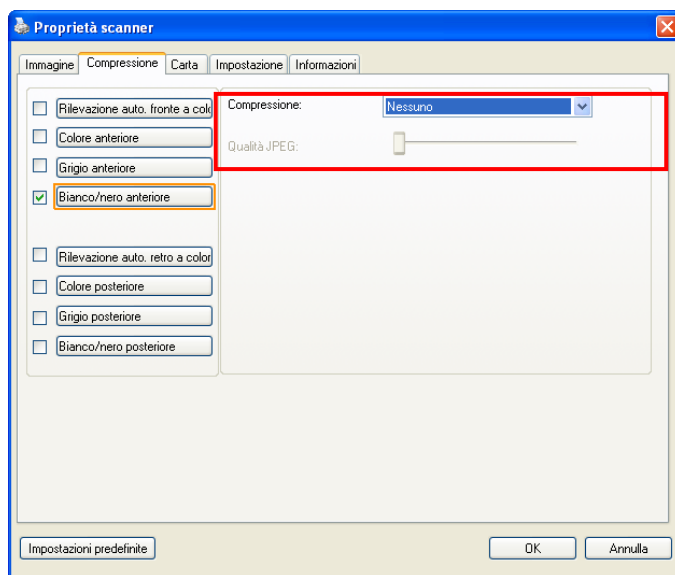 Proprietà scanner
Immagine Compressione Carta Impostazione Informazioni
Rilevazione auto. fronte a colo
Compressione: Nessuno
Colore anteriore
Qualità JPEG:
Grigio anteriore
Bianco/nero anteriore
Rilevazione auto. retro a color
Colore posteriore
Grigio posteriore
Bianco/nero posteriore
Impostazioni predefinite OK Annulla